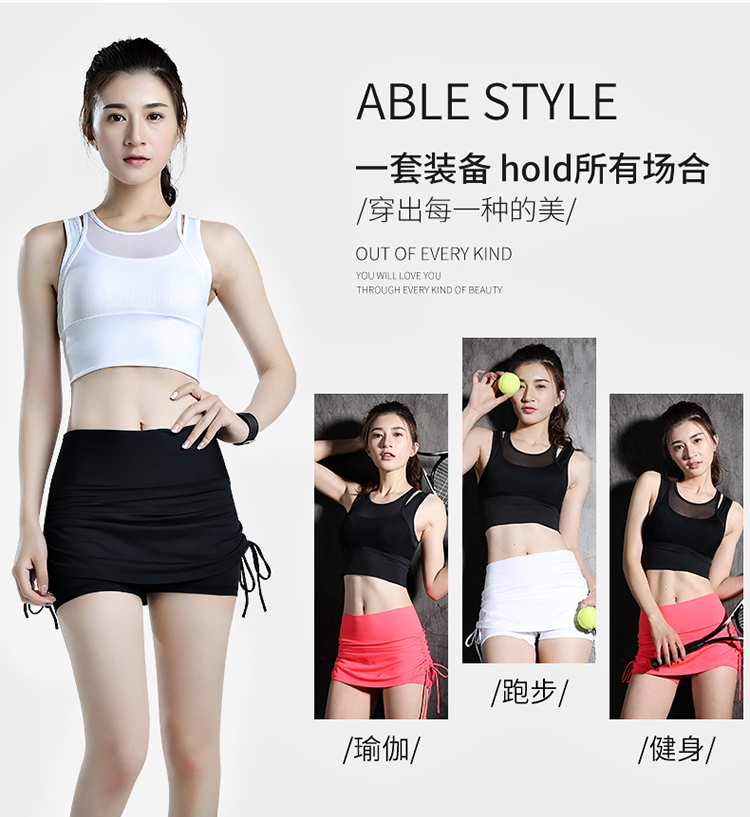 ABLE STYLE
一套装备 hold所有场合
/穿出每一种的美/
OUT OF EVERY KIND
YOU WILL LOVE YOU
THROUGH EVERY KIND OF BEAUTY
/瑜伽/
/跑步/
/健身/